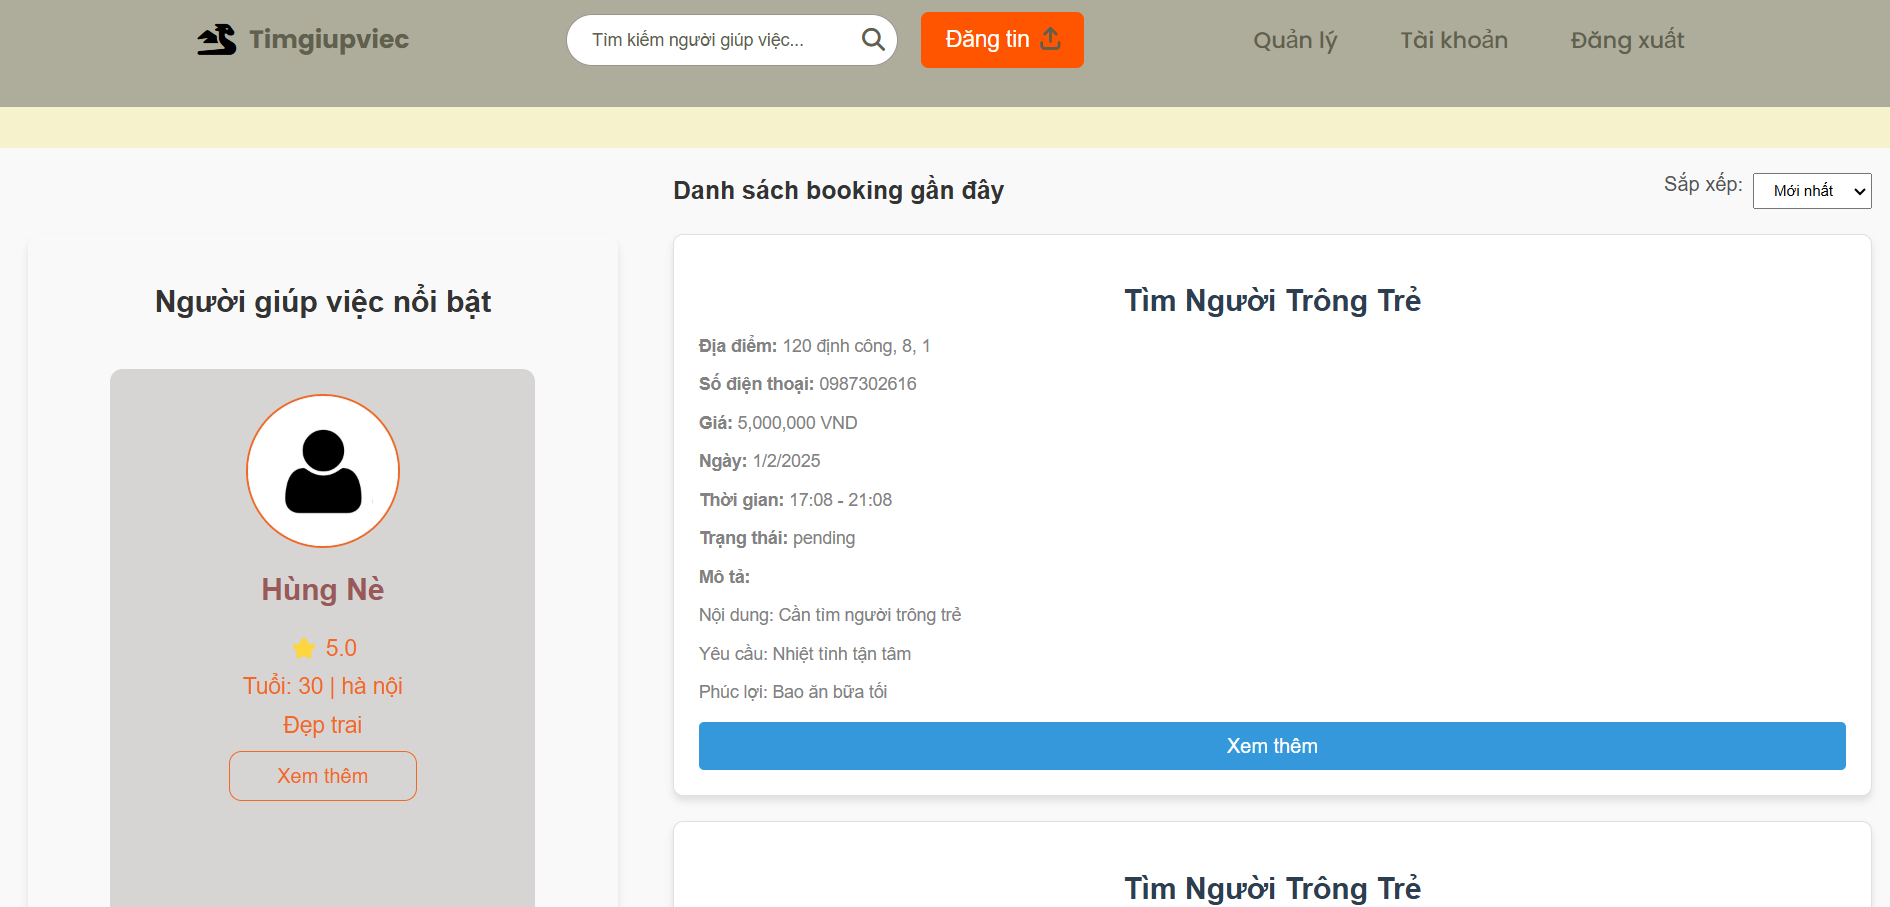 Timgiupviec
Tìm kiếm người giúp việc...
Đăng tin
Quản lý
Tài khoản
Đăng xuất
Danh sách booking gần đây
Sắp xếp:
Mới nhất
Người giúp việc nổi bật
Hùng Nè
5.0
Tuổi: 30 | hà nội
Đẹp trai
Xem thêm
Tìm Người Trông Trẻ
Địa điểm: 120 định công, 8, 1
Số điện thoại: 0987302616
Giá: 5,000,000 VND
Ngày: 1/2/2025
Thời gian: 17:08 - 21:08
Trạng thái: pending
Mô tả:
Nội dung: Cần tìm người trông trẻ
Yêu cầu: Nhiệt tình tận tâm
Phúc lợi: Bao ăn bữa tối
Xem thêm
Tìm Người Trông Trẻ